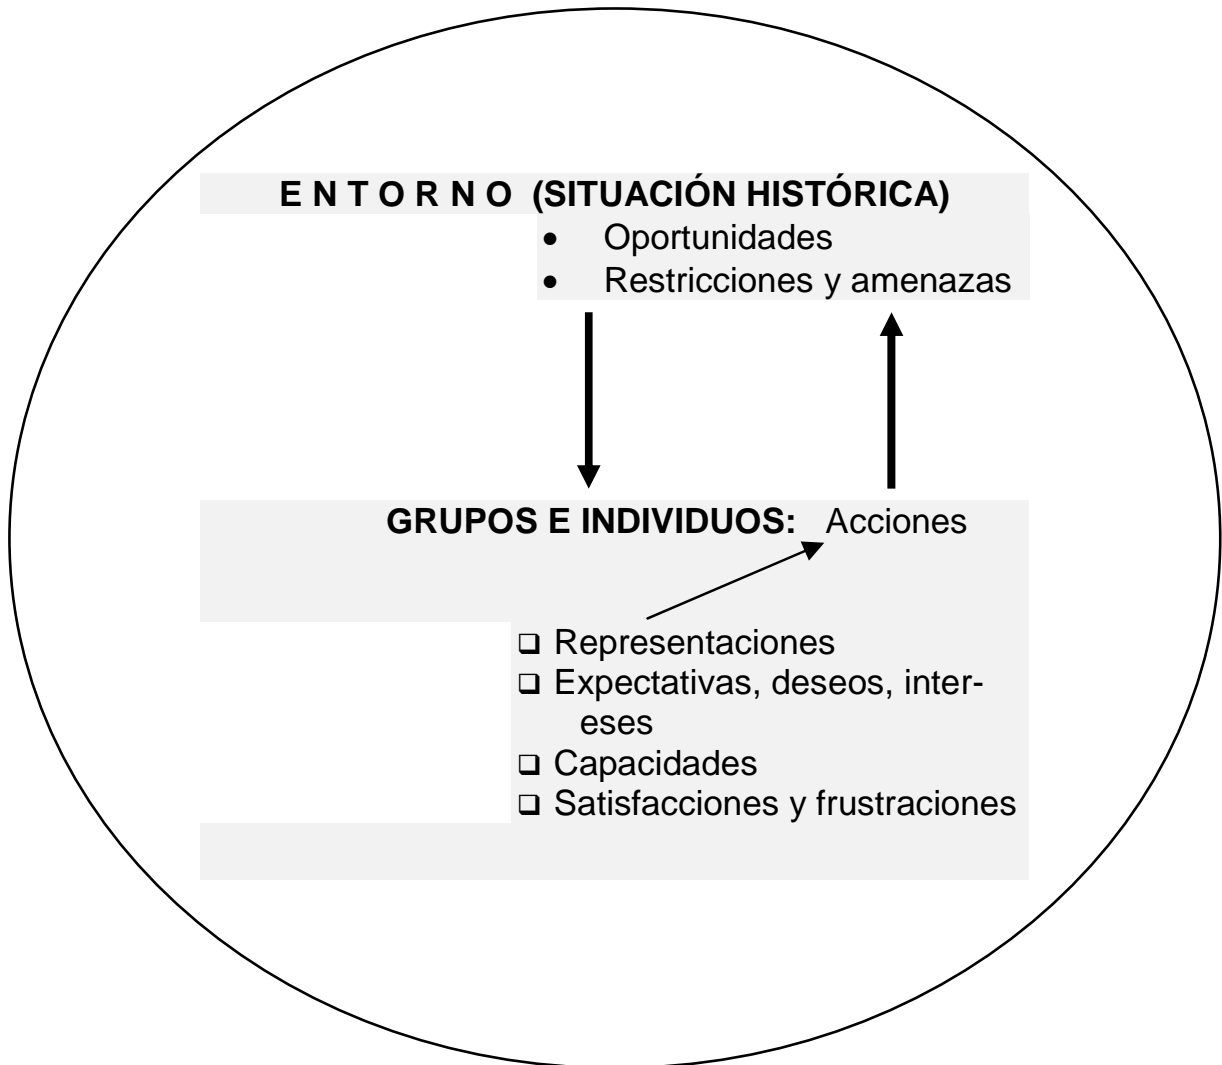 E N T O R N O (SITUACIÓN HISTÓRICA)
• Oportunidades
• Restricciones y amenazas
GRUPOS E INDIVIDUOS: Acciones
❑ Representaciones
❑ Expectativas, deseos, inter-
eses
❑ Capacidades
❑ Satisfacciones y frustraciones